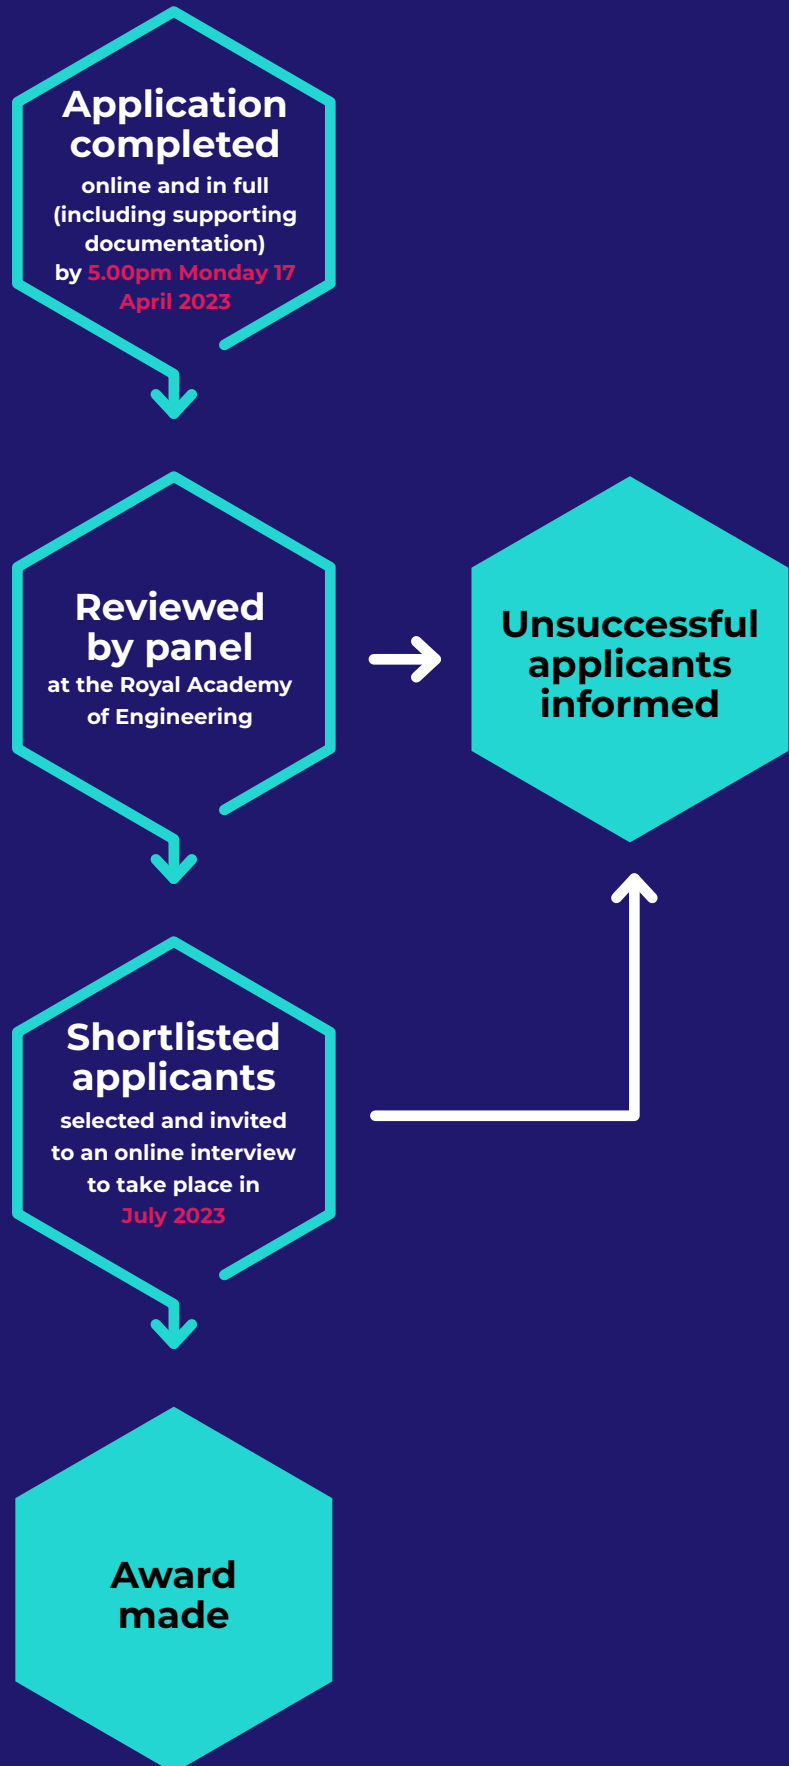 Application
completed
online and in full
(including supporting
documentation)
by 5.00pm Monday 17
April 2023
Reviewed
by panel
at the Royal Academy
of Engineering
Unsuccessful
applicants
informed
Shortlisted
applicants
selected and invited
to an online interview
to take place in
July 2023
Award
made